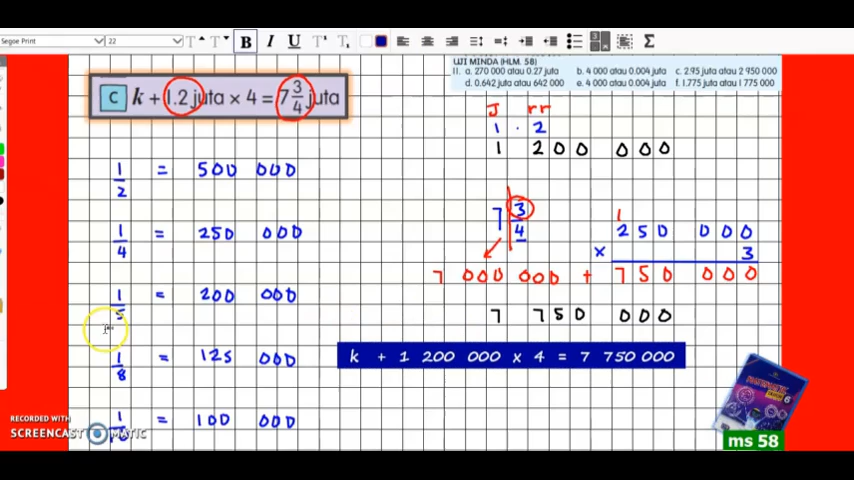 Segoe Print 22 B I U
UJI MINDA (HLM. 58)
11. a. 270 000 atau 0.27 juta b. 4 000 atau 0.004 juta c. 2.95 juta atau 2 950 000
d. 0.642 juta atau 642 000 e. 4 000 atau 0.004 juta f. 1.775 juta atau 1 775 000
C k + 1.2 juta × 4 = 7 3/4 juta
J rr
1 . 2
1 200 000
1/2 = 500 000
1/4 = 250 000
1/5 = 200 000
1/8 = 125 000
1/10 = 100 000
7 3/4
1
250 000
× 3
7 000 000 + 750 000
7 750 000
k + 1 200 000 x 4 = 7 750 000
6
ms 58
RECORDED WITH
SCREENCAST MATIC